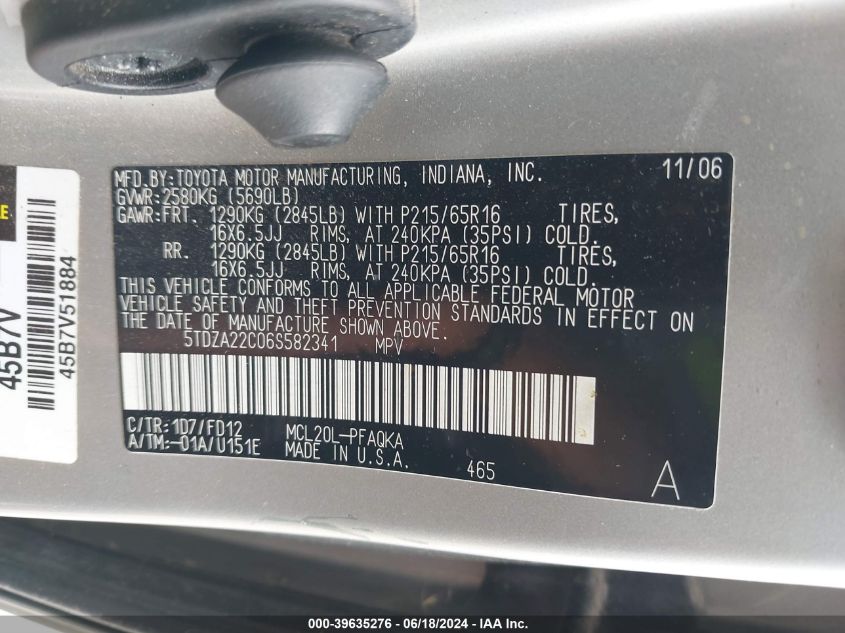 MFD.BY:TOYOTA MOTOR MANUFACTURING, INDIANA, INC. 11/06
GVWR:2580KG (5690LB)
GAWR:FRT. 1290KG (2845LB) WITH P215/65R16 TIRES,
16X6.5JJ RIMS, AT 240KPA (35PSI) COLD.
RR. 1290KG (2845LB) WITH P215/65R16 TIRES,
16X6.5JJ RIMS, AT 240KPA (35PSI) COLD.
THIS VEHICLE CONFORMS TO ALL APPLICABLE FEDERAL MOTOR
VEHICLE SAFETY AND THEFT PREVENTION STANDARDS IN EFFECT ON
THE DATE OF MANUFACTURE SHOWN ABOVE.
5TDZA22C06S582341 MPV
C/TR:1D7/FD12 MCL20L-PFAQKA
A/TM:-01A/U151E MADE IN U.S.A. 465
A
45B7V
45B7V51884
000-39635276 - 06/18/2024 - IAA Inc.